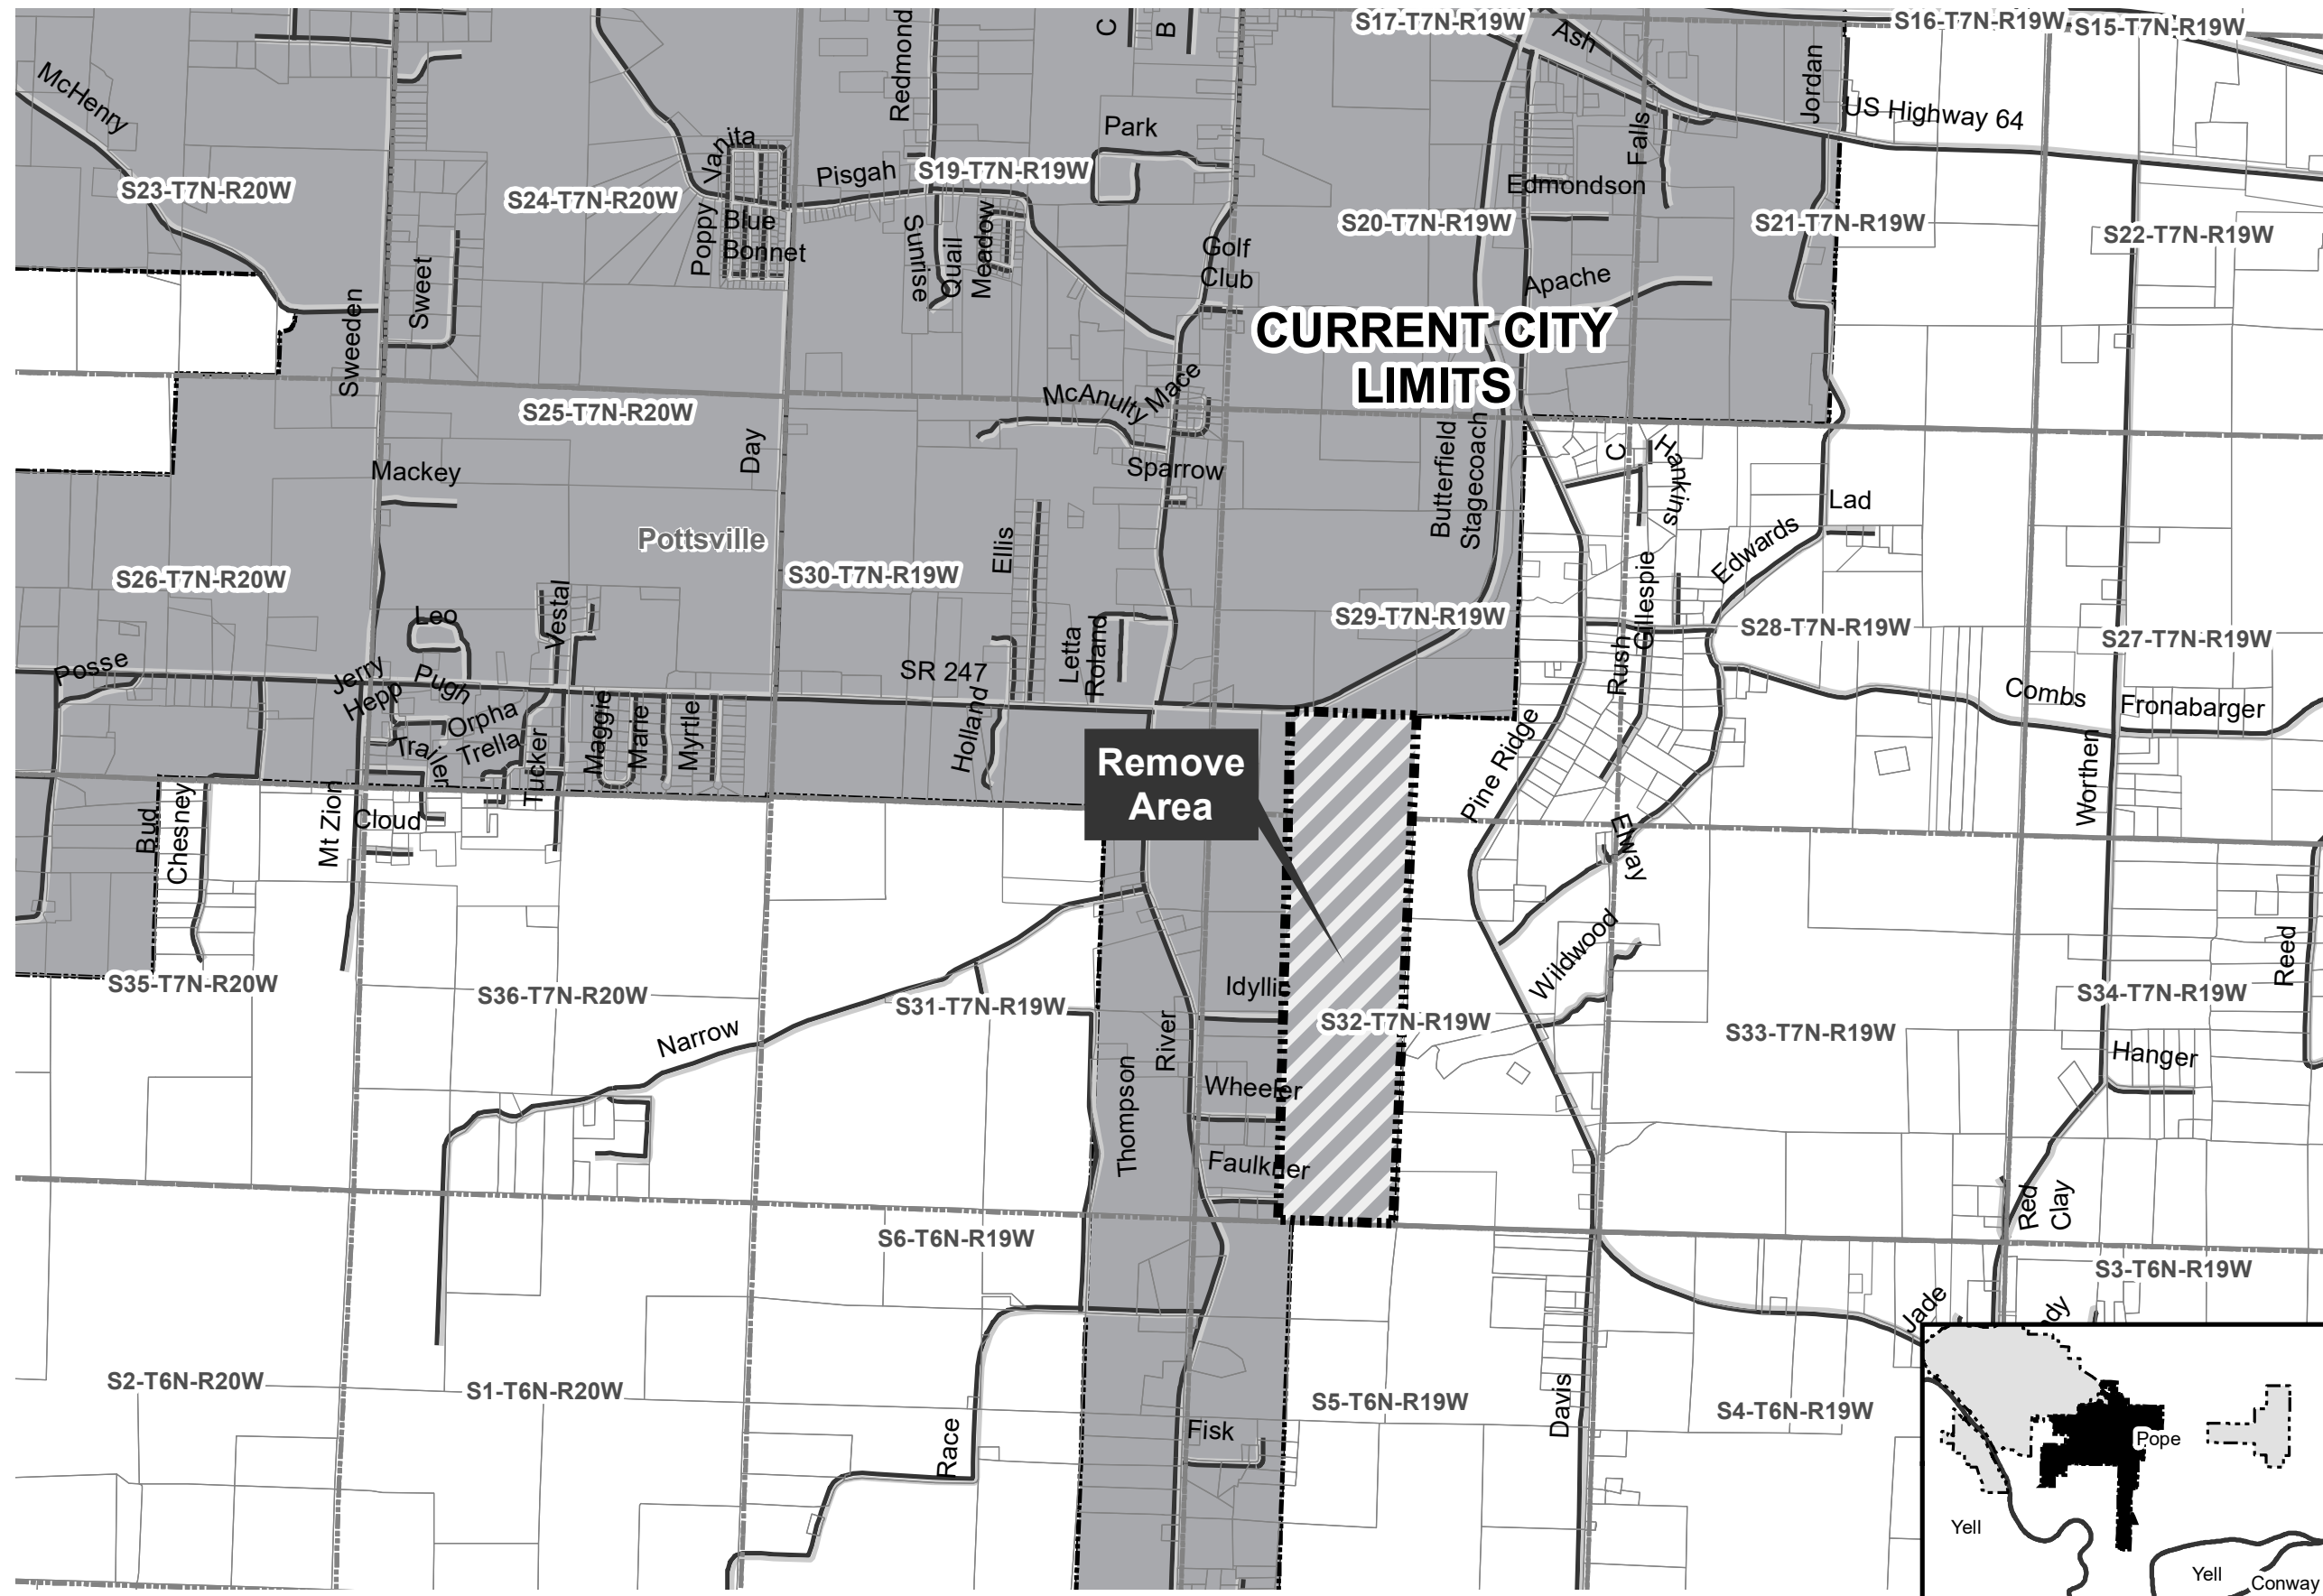 S17-T7N-R19W
S16-T7N-R19W
S15-T7N-R19W
Redmond
C
B
Ash
Jordan
McHenry
US Highway 64
Park
Falls
Vanita
Pisgah
S19-T7N-R19W
S23-T7N-R20W
S24-T7N-R20W
Edmondson
Poppy
Blue
Bonnet
Sunrise
Quail
Meadow
S20-T7N-R19W
S21-T7N-R19W
S22-T7N-R19W
Golf
Club
Sweet
Apache
Sweeden
CURRENT CITY
LIMITS
S25-T7N-R20W
McAnulty
Mace
Day
Butterfield
Stagecoach
C
Hankins
Mackey
Sparrow
Lad
Pottsville
Ellis
Edwards
S26-T7N-R20W
S30-T7N-R19W
Leo
Vestal
S29-T7N-R19W
Gillespie
S28-T7N-R19W
S27-T7N-R19W
Posse
Jerry
Hepp
Pugh
SR 247
Letta
Roland
Rush
Combs
Fronabarger
Orpha
Trella
Trailer
Tucker
Maggie
Marie
Myrtle
Holland
Remove
Area
Pine Ridge
Worthen
Bud
Chesney
Mt Zion
Cloud
Elway
Wildwood
Reed
S35-T7N-R20W
S36-T7N-R20W
S31-T7N-R19W
Idyllic
S32-T7N-R19W
S33-T7N-R19W
S34-T7N-R19W
Narrow
River
Thompson
Wheeler
Hanger
Faulkner
Red
Clay
S6-T6N-R19W
S3-T6N-R19W
Jade
dy
S2-T6N-R20W
S1-T6N-R20W
S5-T6N-R19W
S4-T6N-R19W
Davis
Race
Fisk
Pope
Yell
Yell
Conway